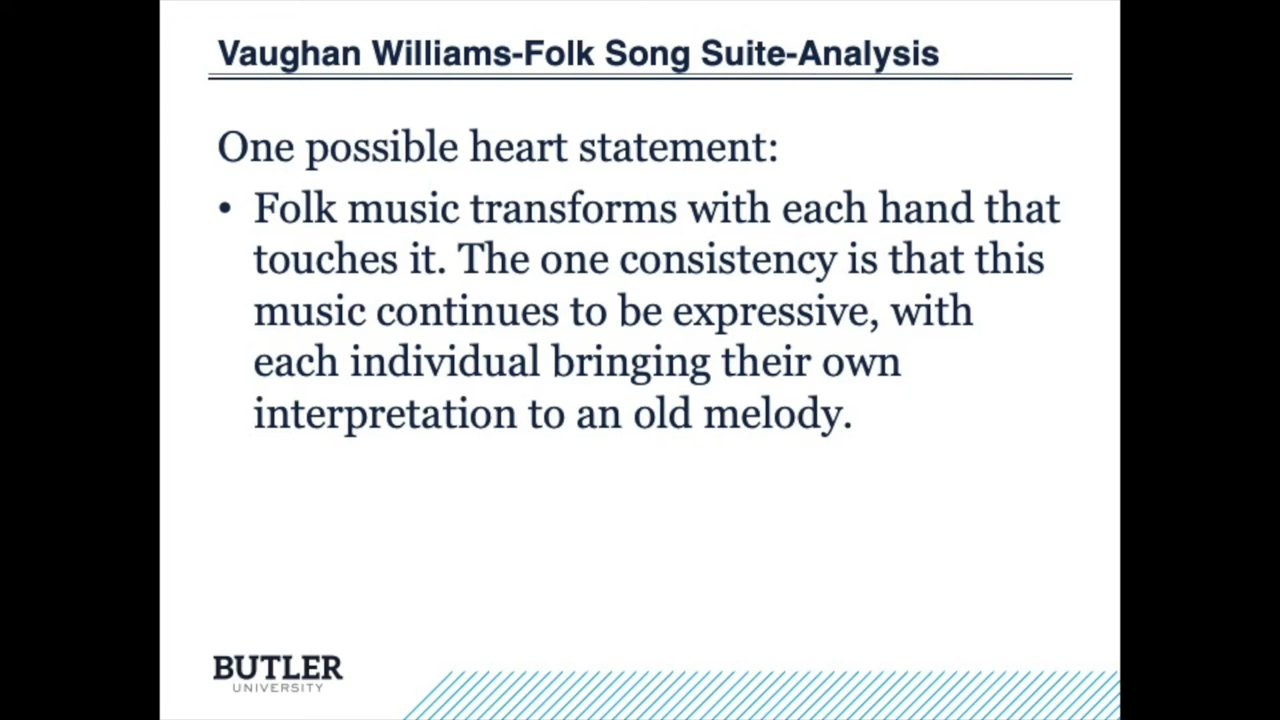 Vaughan Williams-Folk Song Suite-Analysis
One possible heart statement:
• Folk music transforms with each hand that
touches it. The one consistency is that this
music continues to be expressive, with
each individual bringing their own
interpretation to an old melody.
BUTLER
UNIVERSITY